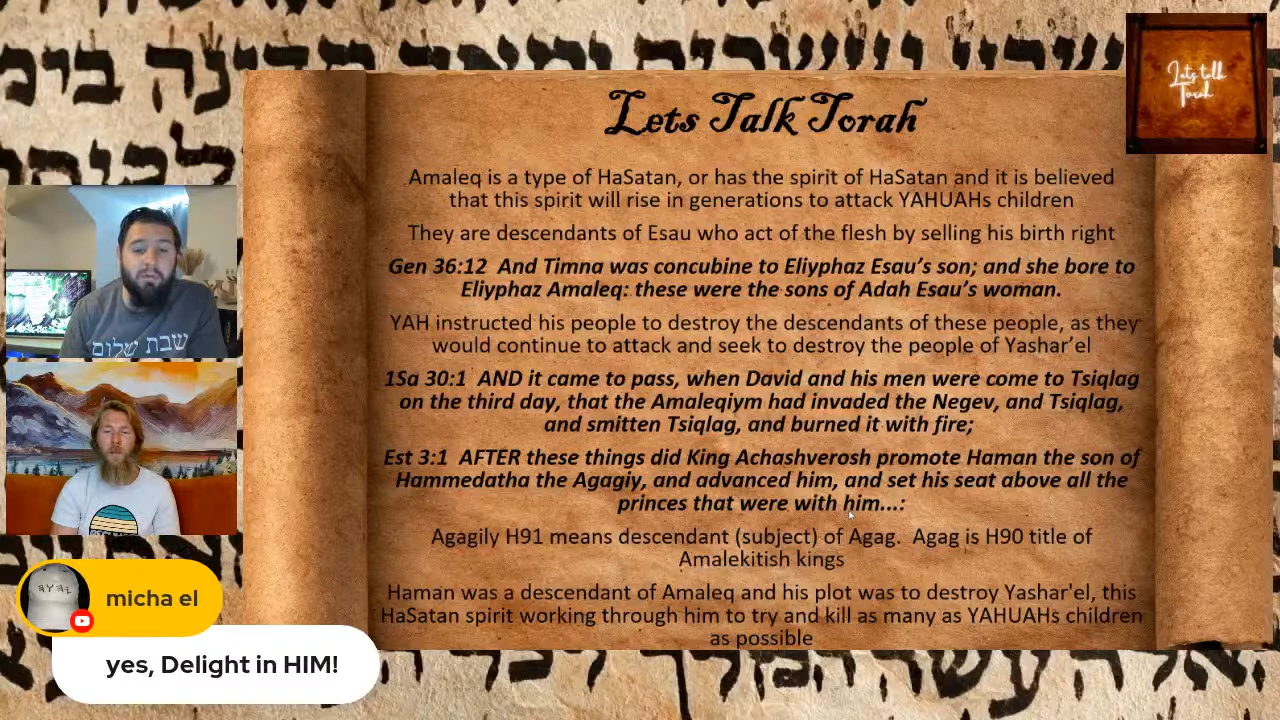 ומאה מדינה בימ
Lets Talk Torah
Lets talk
Torah
Amaleq is a type of HaSatan, or has the spirit of HaSatan and it is believed
that this spirit will rise in generations to attack YAHUAHs children
They are descendants of Esau who act of the flesh by selling his birth right
Gen 36:12 And Timna was concubine to Eliyphaz Esau’s son; and she bore to
Eliyphaz Amaleq: these were the sons of Adah Esau’s woman.
YAH instructed his people to destroy the descendants of these people, as they
would continue to attack and seek to destroy the people of Yashar’el
1Sa 30:1 AND it came to pass, when David and his men were come to Tsiqlag
on the third day, that the Amaleqiym had invaded the Negev, and Tsiqlag,
and smitten Tsiqlag, and burned it with fire;
Est 3:1 AFTER these things did King Achashverosh promote Haman the son of
Hammedatha the Agagiy, and advanced him, and set his seat above all the
princes that were with him...:
Agagily H91 means descendant (subject) of Agag. Agag is H90 title of
Amalekitish kings
Haman was a descendant of Amaleq and his plot was to destroy Yashar'el, this
HaSatan spirit working through him to try and kill as many as YAHUAHs children
as possible
שבת שלום
micha el
yes, Delight in HIM!
עשה המלך